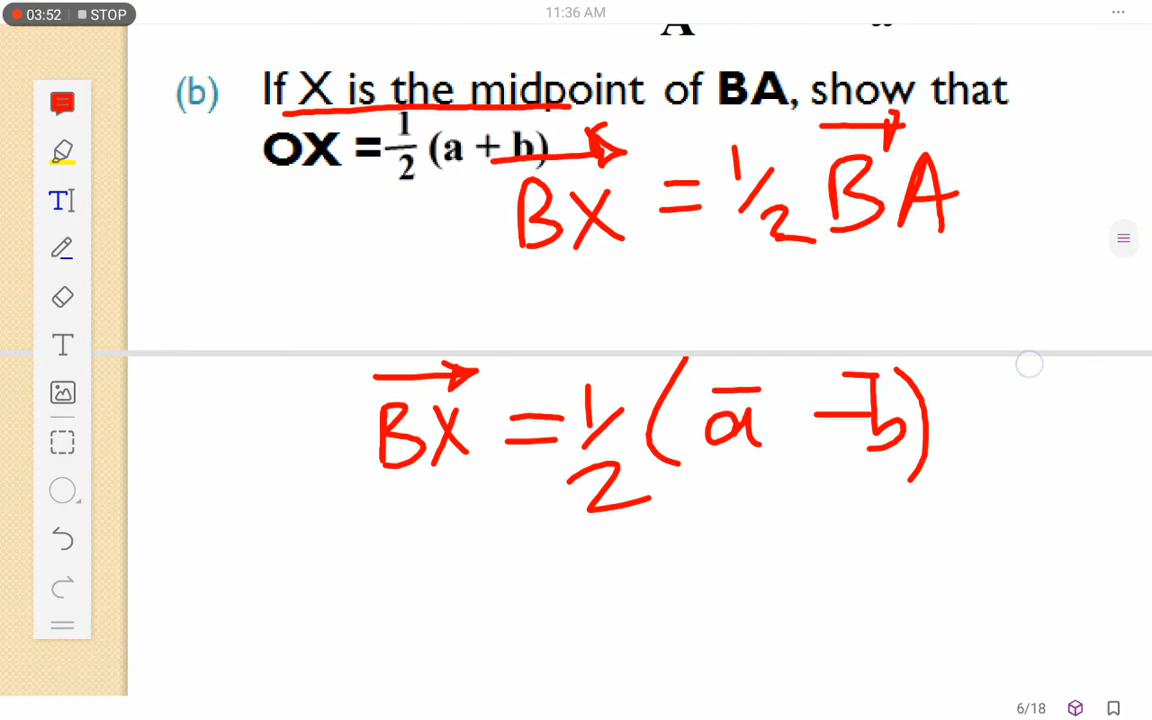 03:52 STOP
11:36 AM
(b) If X is the midpoint of BA, show that
OX = 1/2 (a + b)
BX = 1/2 BA
BX = 1/2 (a - b)
6/18